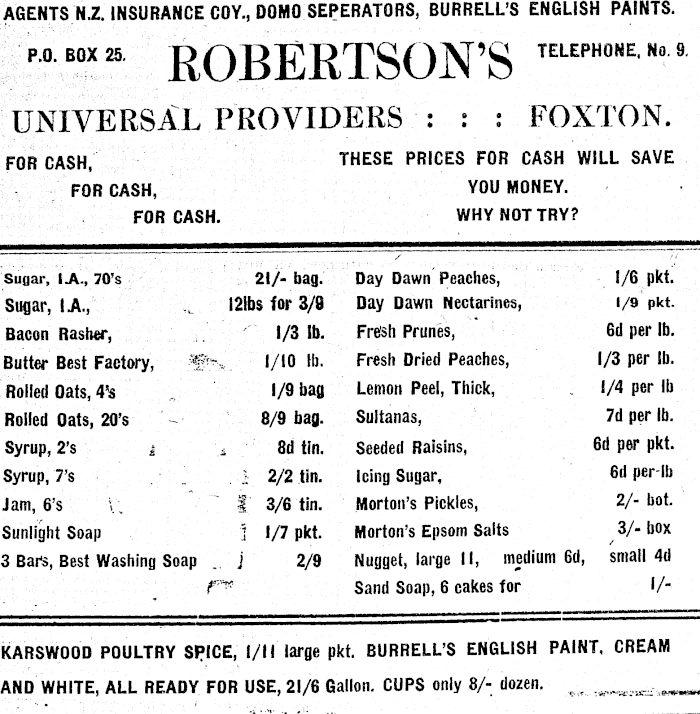 AGENTS N.Z. INSURANCE COY., DOMO SEPERATORS, BURRELL'S ENGLISH PAINTS.
P.O. BOX 25. ROBERTSON'S TELEPHONE, No. 9.
UNIVERSAL PROVIDERS : : : FOXTON.
FOR CASH,
FOR CASH,
FOR CASH.
THESE PRICES FOR CASH WILL SAVE
YOU MONEY.
WHY NOT TRY?
Sugar, 1.A., 70's 21/- bag.
Sugar, 1.A., 12lbs for 3/9
Bacon Rasher, 1/3 lb.
Butter Best Factory, 1/10 lb.
Rolled Oats, 4's 1/9 bag
Rolled Oats, 20's 8/9 bag.
Syrup, 2's 8d tin.
Syrup, 7's 2/2 tin.
Jam, 6's 3/6 tin.
Sunlight Soap 1/7 pkt.
3 Bars, Best Washing Soap 2/9
Day Dawn Peaches, 1/6 pkt.
Day Dawn Nectarines, 1/9 pkt.
Fresh Prunes, 6d per lb.
Fresh Dried Peaches, 1/3 per lb.
Lemon Peel, Thick, 1/4 per lb
Sultanas, 7d per lb.
Seeded Raisins, 6d per pkt.
Icing Sugar, 6d per lb
Morton's Pickles, 2/- bot.
Morton's Epsom Salts 3/- box
Nugget, large 11, medium 6d, small 4d
Sand Soap, 6 cakes for 1/-
KARSWOOD POULTRY SPICE, 1/11 large pkt. BURRELL'S ENGLISH PAINT, CREAM
AND WHITE, ALL READY FOR USE, 21/6 Gallon. CUPS only 8/- dozen.